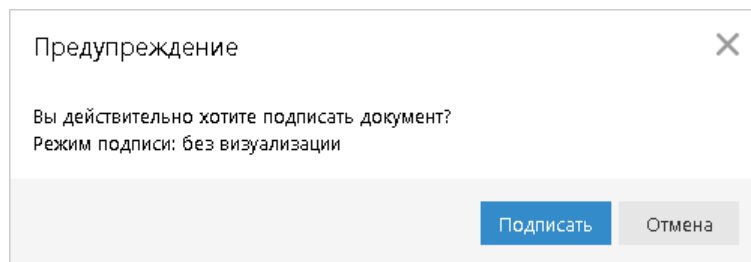 Предупреждение
Вы действительно хотите подписать документ?
Режим подписи: без визуализации
Подписать
Отмена